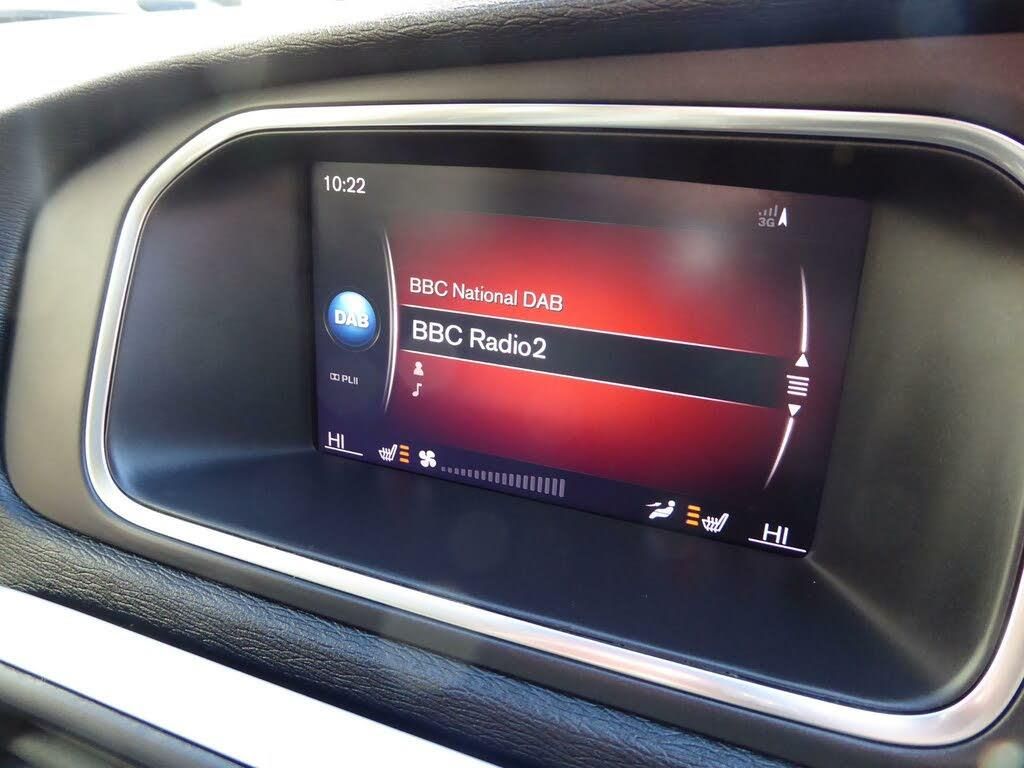 10:22
3G
BBC National DAB
DAB
BBC Radio2
PLII
HI
HI